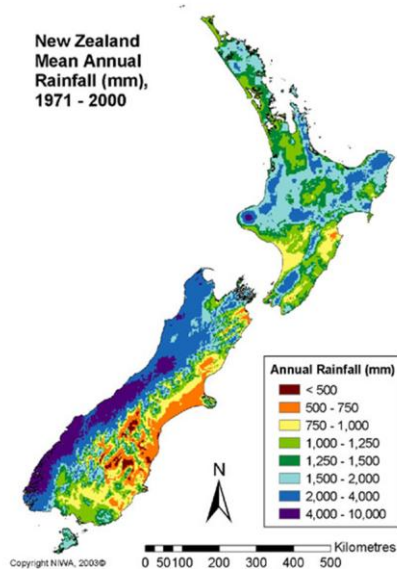 New Zealand
Mean Annual
Rainfall (mm),
1971 - 2000
Annual Rainfall (mm)
< 500
500 - 750
750 - 1,000
1,000 - 1,250
1,250 - 1,500
1,500 - 2,000
2,000 - 4,000
4,000 - 10,000
N
Kilometres
0 50 100 200 300 400 500
Copyright NIWA, 2003©